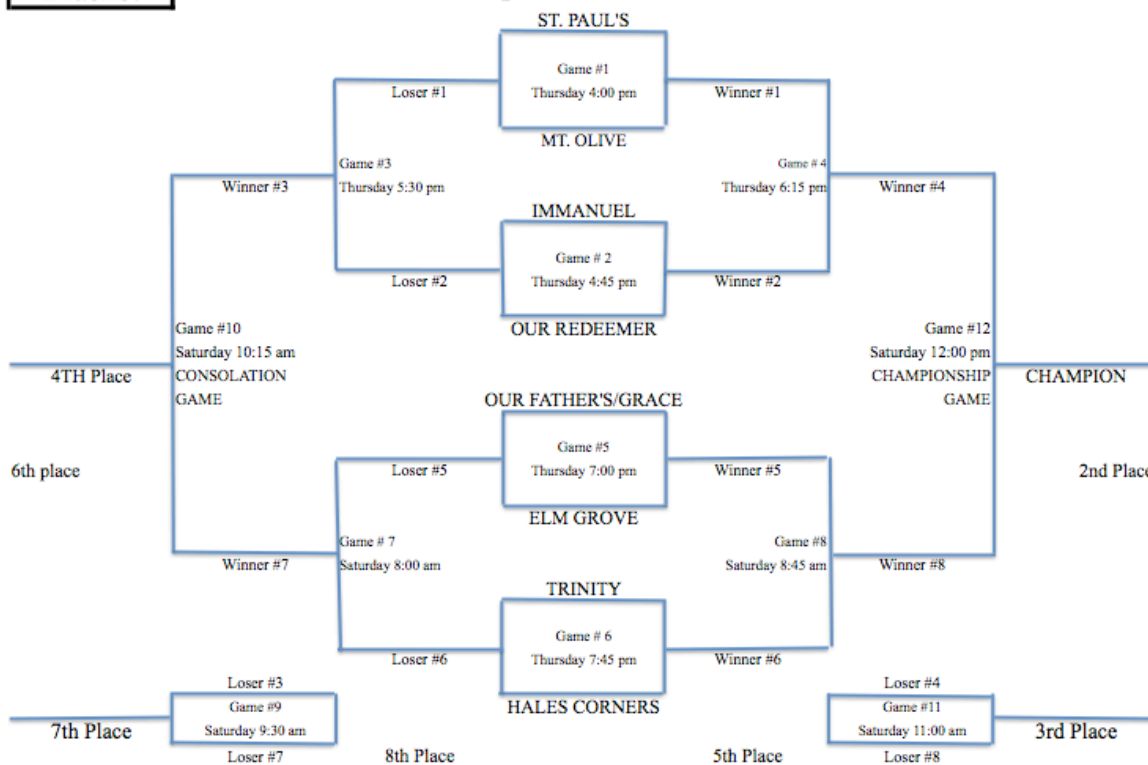 ST. PAUL'S
Game #1
Thursday 4:00 pm
Loser #1
Winner #1
MT. OLIVE
Game #3
Thursday 5:30 pm
Game # 4
Thursday 6:15 pm
Winner #3
Winner #4
IMMANUEL
Game # 2
Thursday 4:45 pm
Loser #2
Winner #2
OUR REDEEMER
Game #10
Saturday 10:15 am
CONSOLATION
GAME
4TH Place
Game #12
Saturday 12:00 pm
CHAMPIONSHIP
GAME
CHAMPION
OUR FATHER'S/GRACE
Game #5
Thursday 7:00 pm
Loser #5
Winner #5
6th place
2nd Place
ELM GROVE
Game # 7
Saturday 8:00 am
Game #8
Saturday 8:45 am
Winner #7
Winner #8
TRINITY
Game # 6
Thursday 7:45 pm
Loser #6
Winner #6
HALES CORNERS
Loser #3
Game #9
Saturday 9:30 am
Loser #7
7th Place
8th Place
5th Place
Loser #4
Game #11
Saturday 11:00 am
Loser #8
3rd Place